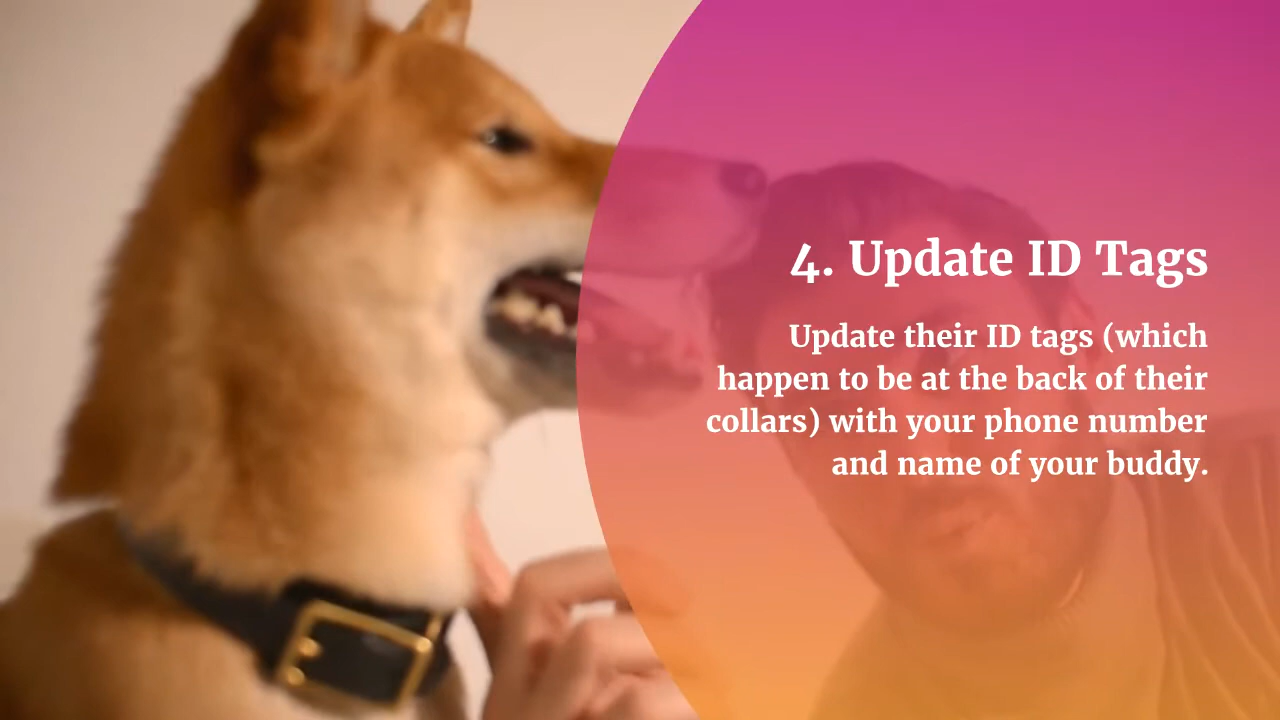 4. Update ID Tags
Update their ID tags (which
happen to be at the back of their
collars) with your phone number
and name of your buddy.